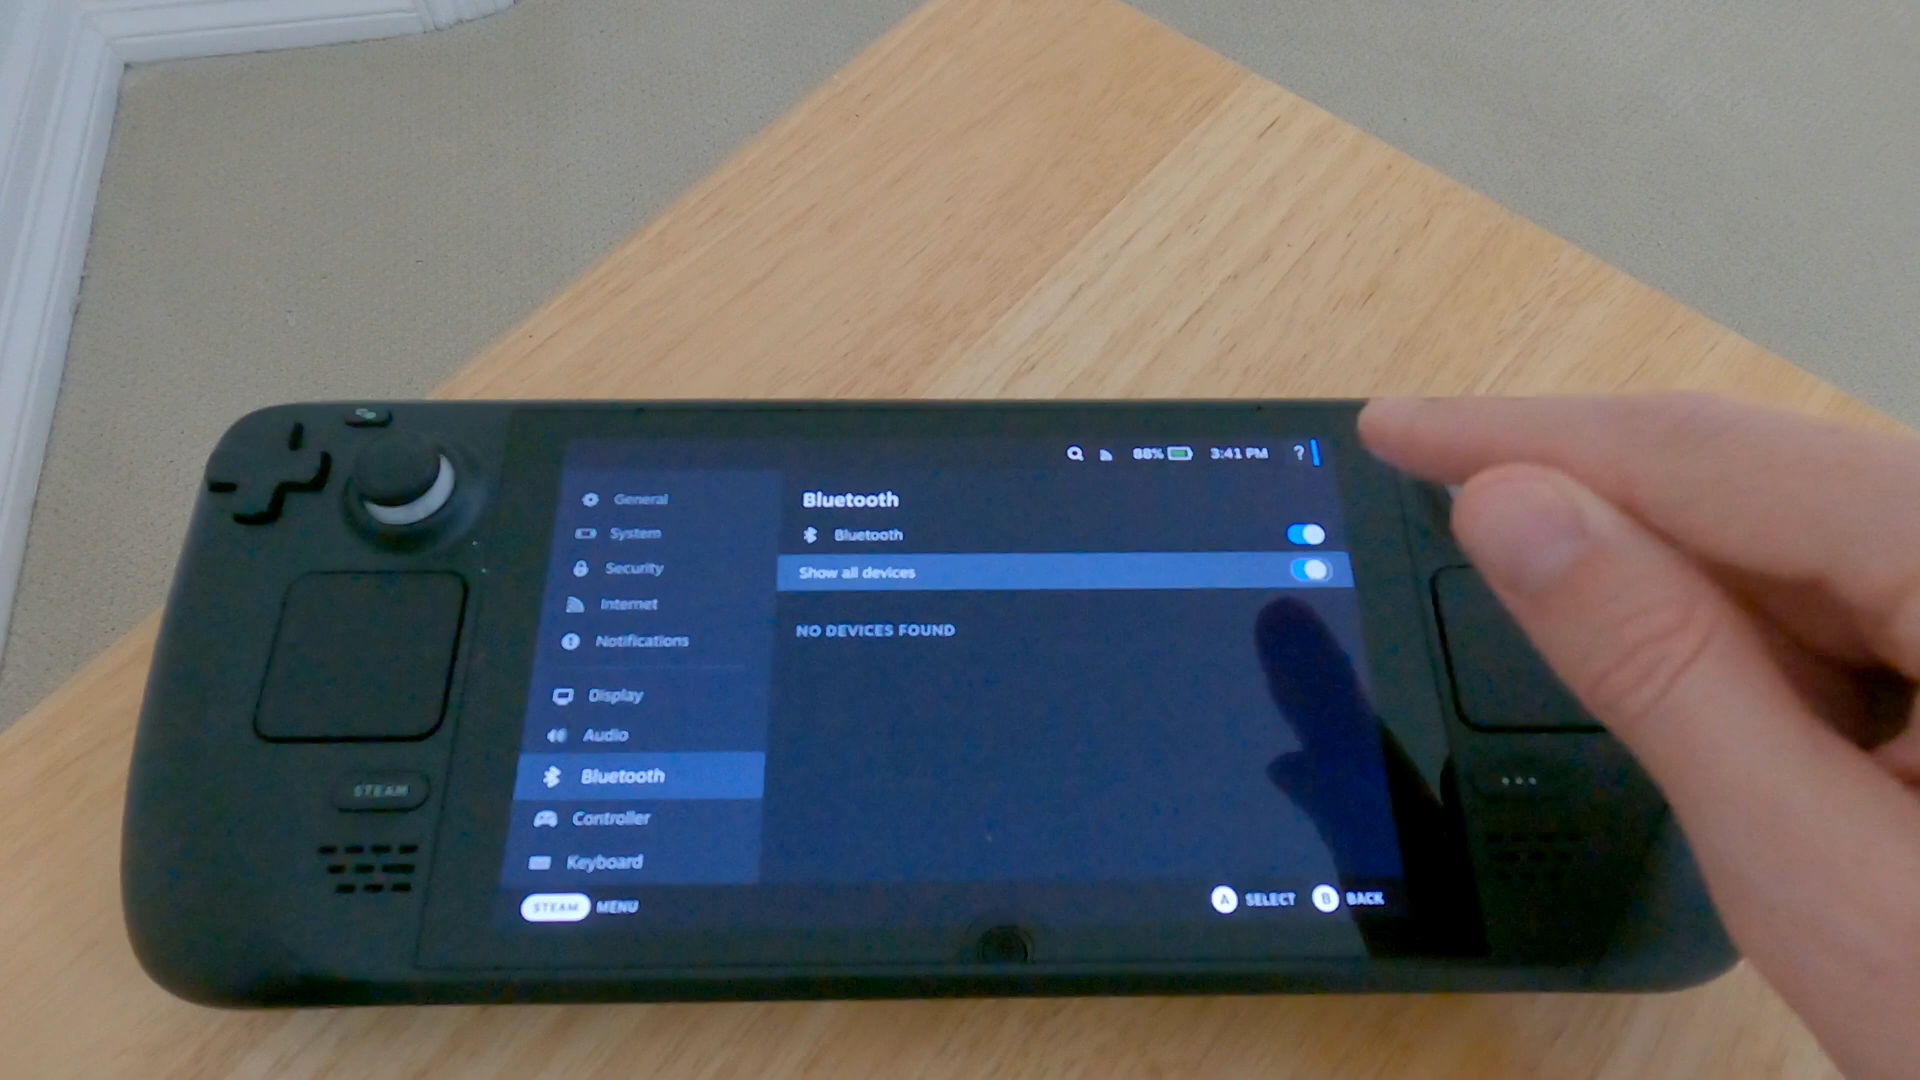 88% 3:41 PM ?
General
System
Security
Internet
Notifications
Display
Audio
Bluetooth
Controller
Keyboard
Bluetooth
Bluetooth
Show all devices
NO DEVICES FOUND
STEAM MENU
A SELECT B BACK
STEAM